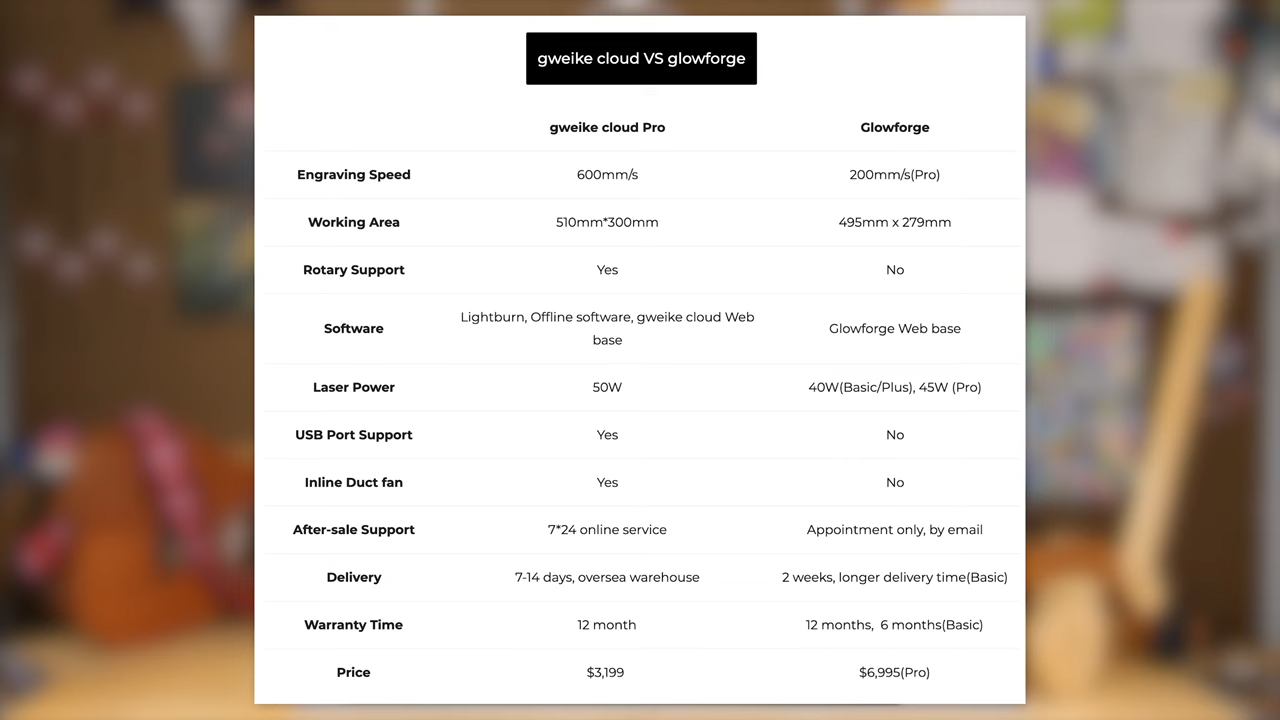 gweike cloud VS glowforge
gweike cloud Pro Glowforge
Engraving Speed 600mm/s 200mm/s(Pro)
Working Area 510mm*300mm 495mm x 279mm
Rotary Support Yes No
Software Lightburn, Offline software, gweike cloud Web base Glowforge Web base
Laser Power 50W 40W(Basic/Plus), 45W (Pro)
USB Port Support Yes No
Inline Duct fan Yes No
After-sale Support 7*24 online service Appointment only, by email
Delivery 7-14 days, oversea warehouse 2 weeks, longer delivery time(Basic)
Warranty Time 12 month 12 months, 6 months(Basic)
Price $3,199 $6,995(Pro)